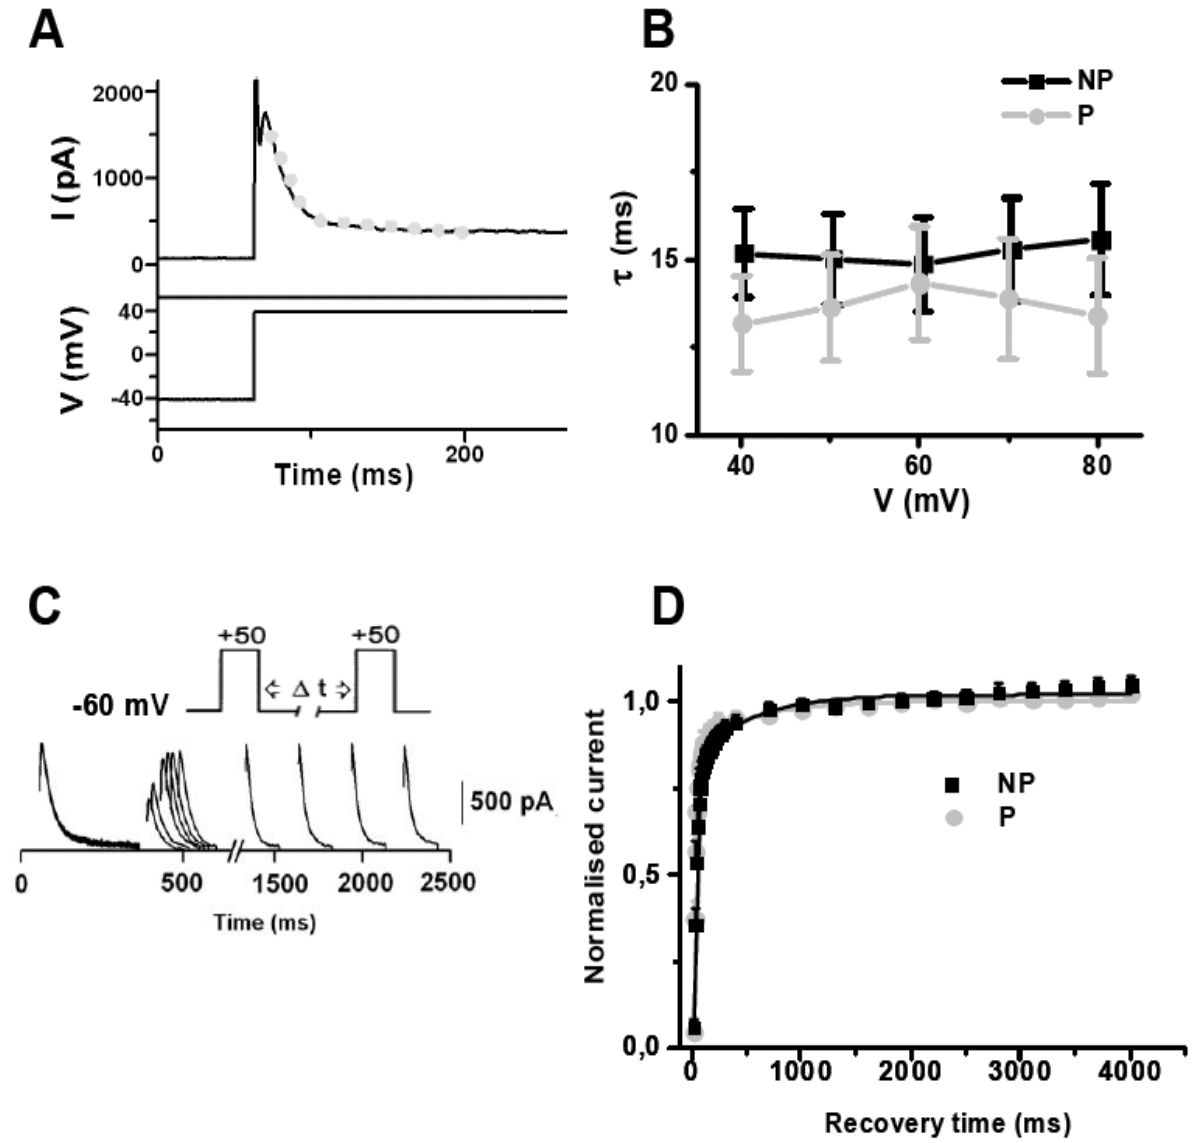 A
2000
1000
0
I (pA)
40
0
-40
V (mV)
0
200
Time (ms)
B
NP
P
20
15
10
τ (ms)
40
60
80
V (mV)
C
+50
+50
Δ t
-60 mV
500 pA
0
500
1500
2000
2500
Time (ms)
D
1,0
0,5
0,0
Normalised current
NP
P
0
1000
2000
3000
4000
Recovery time (ms)